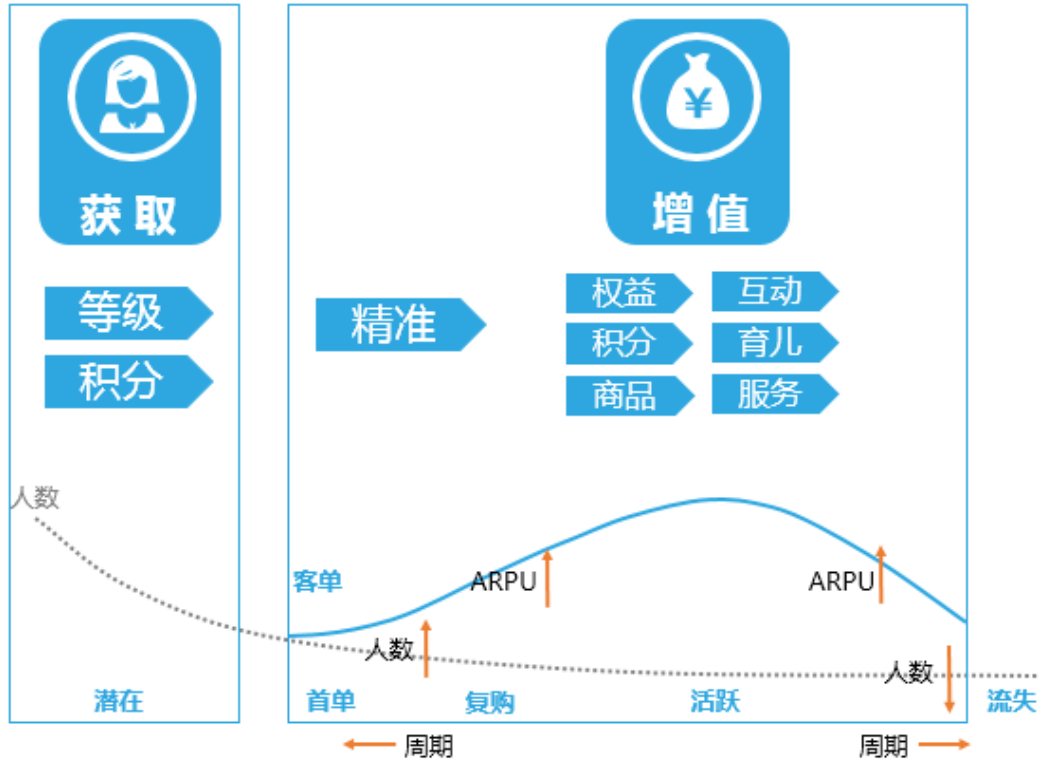 获取
等级
积分
人数
潜在
¥
增值
精准
权益
互动
积分
育儿
商品
服务
客单
ARPU
ARPU
人数
人数
首单
复购
活跃
流失
周期
周期